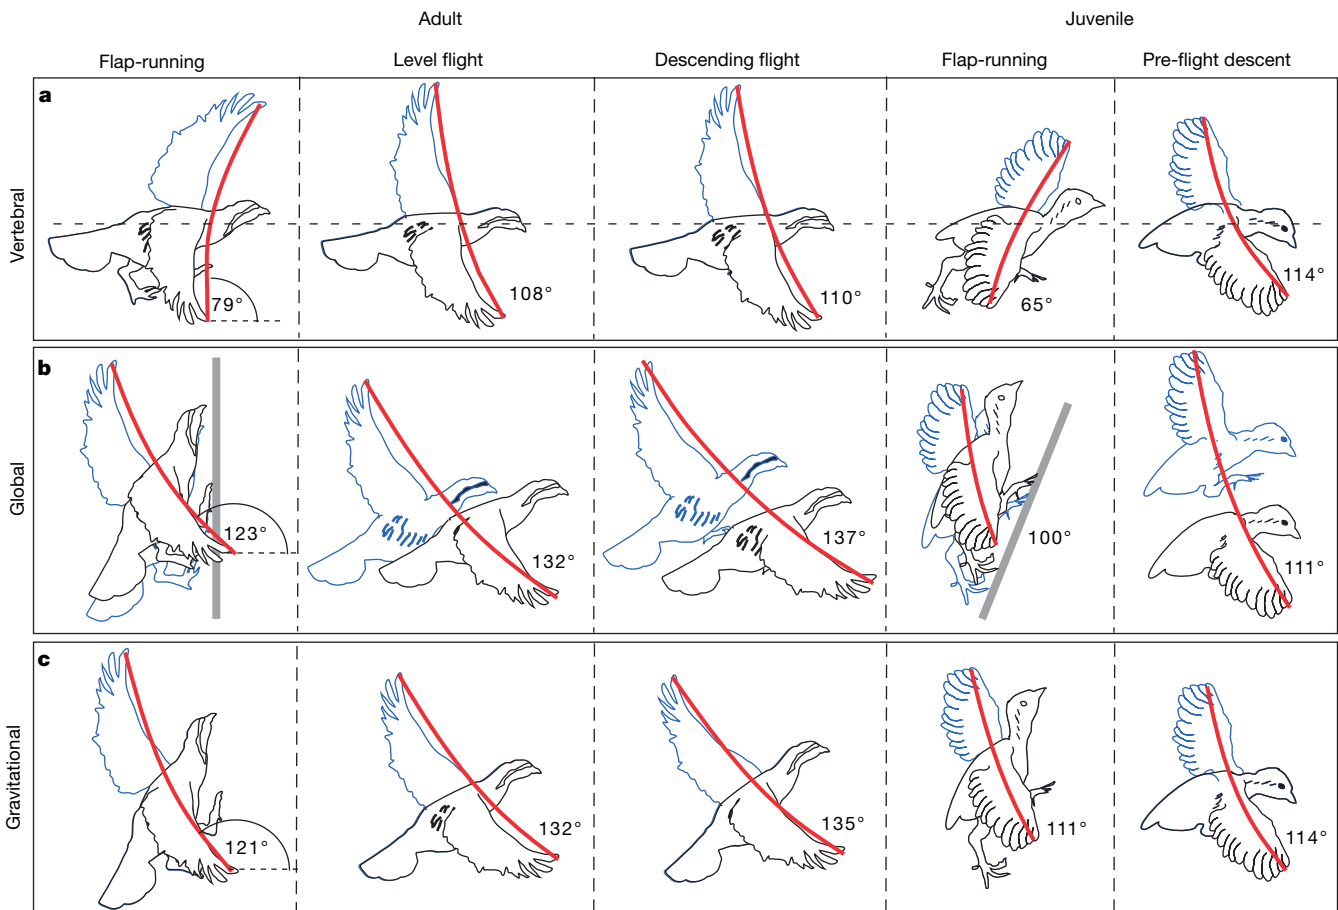 Adult Juvenile
Flap-running Level flight Descending flight Flap-running Pre-flight descent
a
Vertebral
79° 108° 110° 65° 114°
b
Global
123° 132° 137° 100° 111°
c
Gravitational
121° 132° 135° 111° 114°